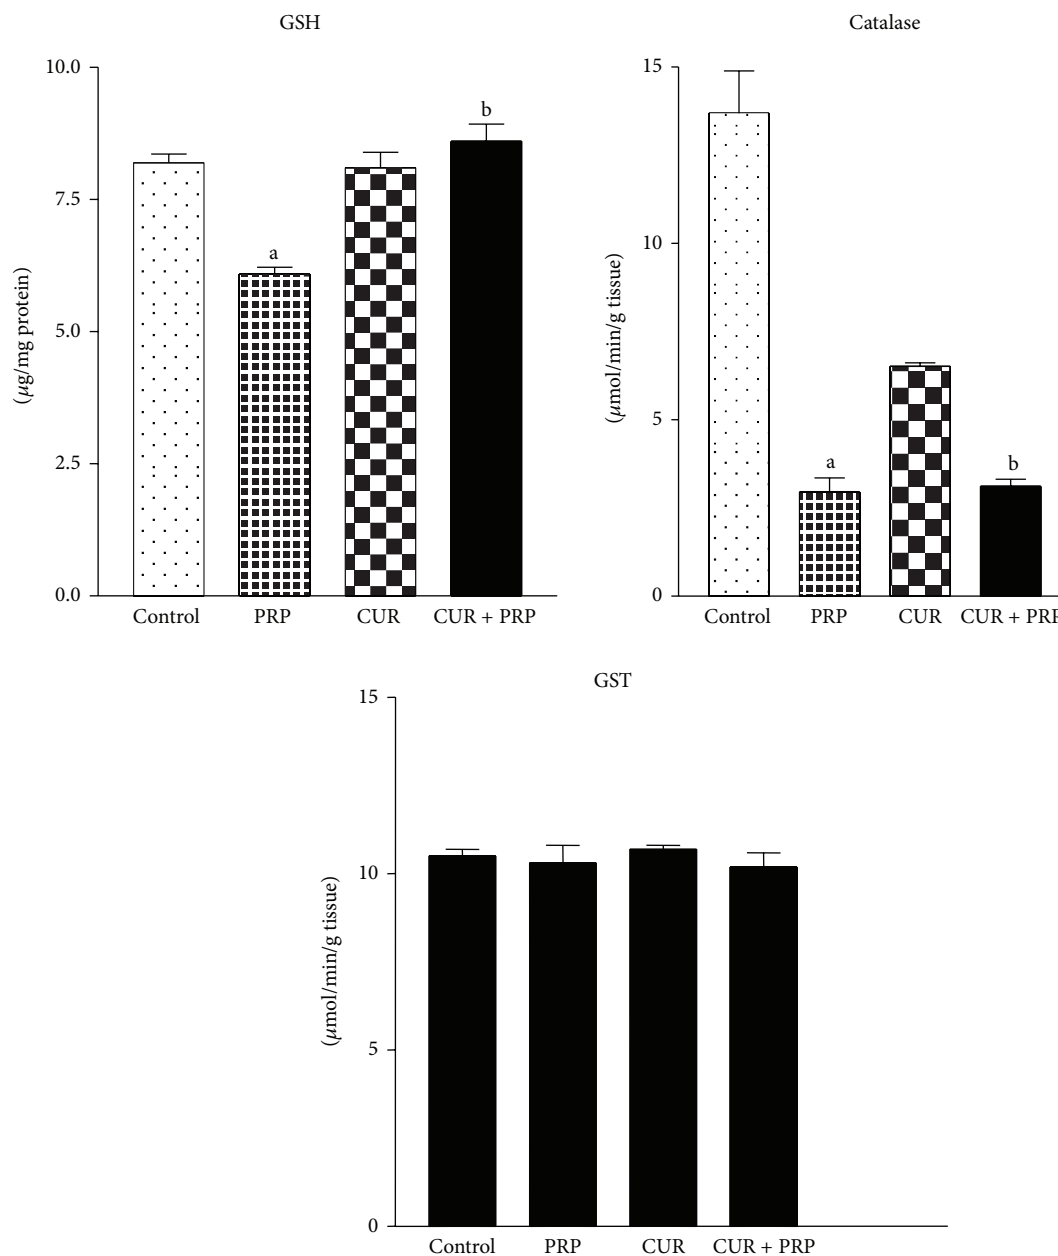 GSH
10.0
7.5
5.0
2.5
0.0
(μg/mg protein)
a
b
Control PRP CUR CUR + PRP
Catalase
15
10
5
0
(μmol/min/g tissue)
a
b
Control PRP CUR CUR + PRP
GST
15
10
5
0
(μmol/min/g tissue)
Control PRP CUR CUR + PRP